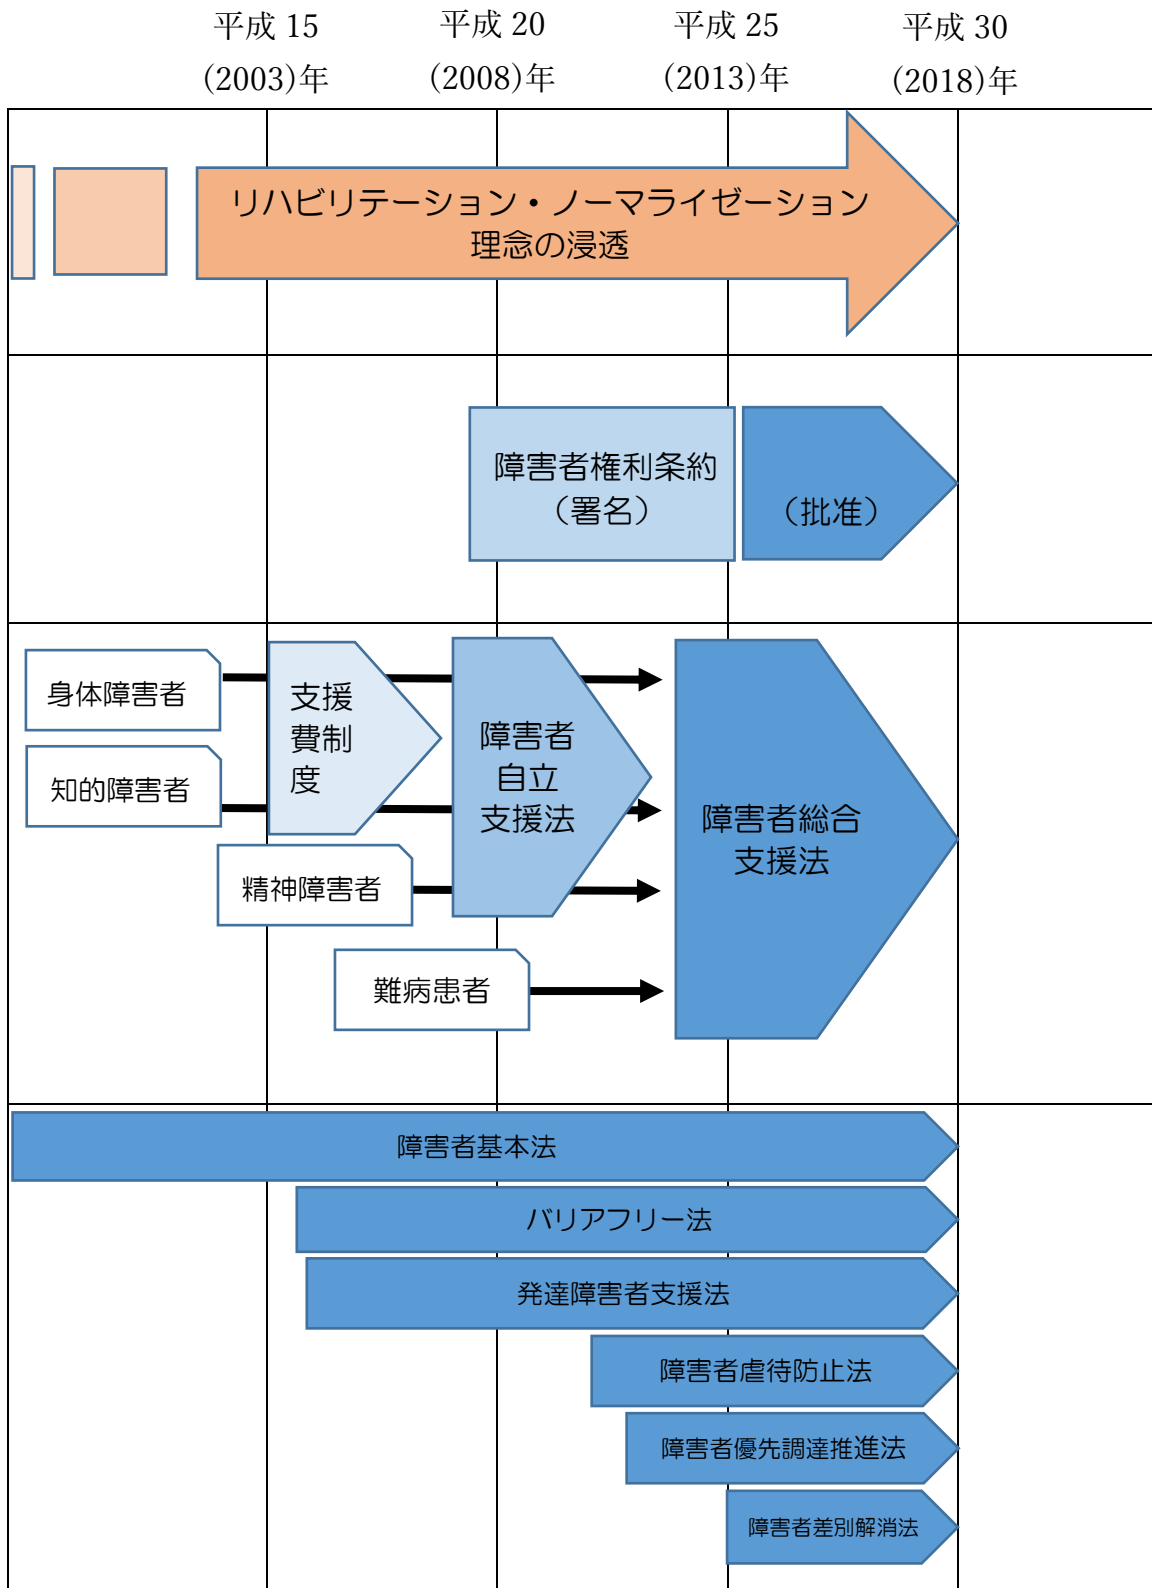 平成 15
(2003)年
平成 20
(2008)年
平成 25
(2013)年
平成 30
(2018)年
リハビリテーション・ノーマライゼーション
理念の浸透
障害者権利条約
（署名）
（批准）
身体障害者
知的障害者
精神障害者
難病患者
支援
費制
度
障害者
自立
支援法
障害者総合
支援法
障害者基本法
バリアフリー法
発達障害者支援法
障害者虐待防止法
障害者優先調達推進法
障害者差別解消法